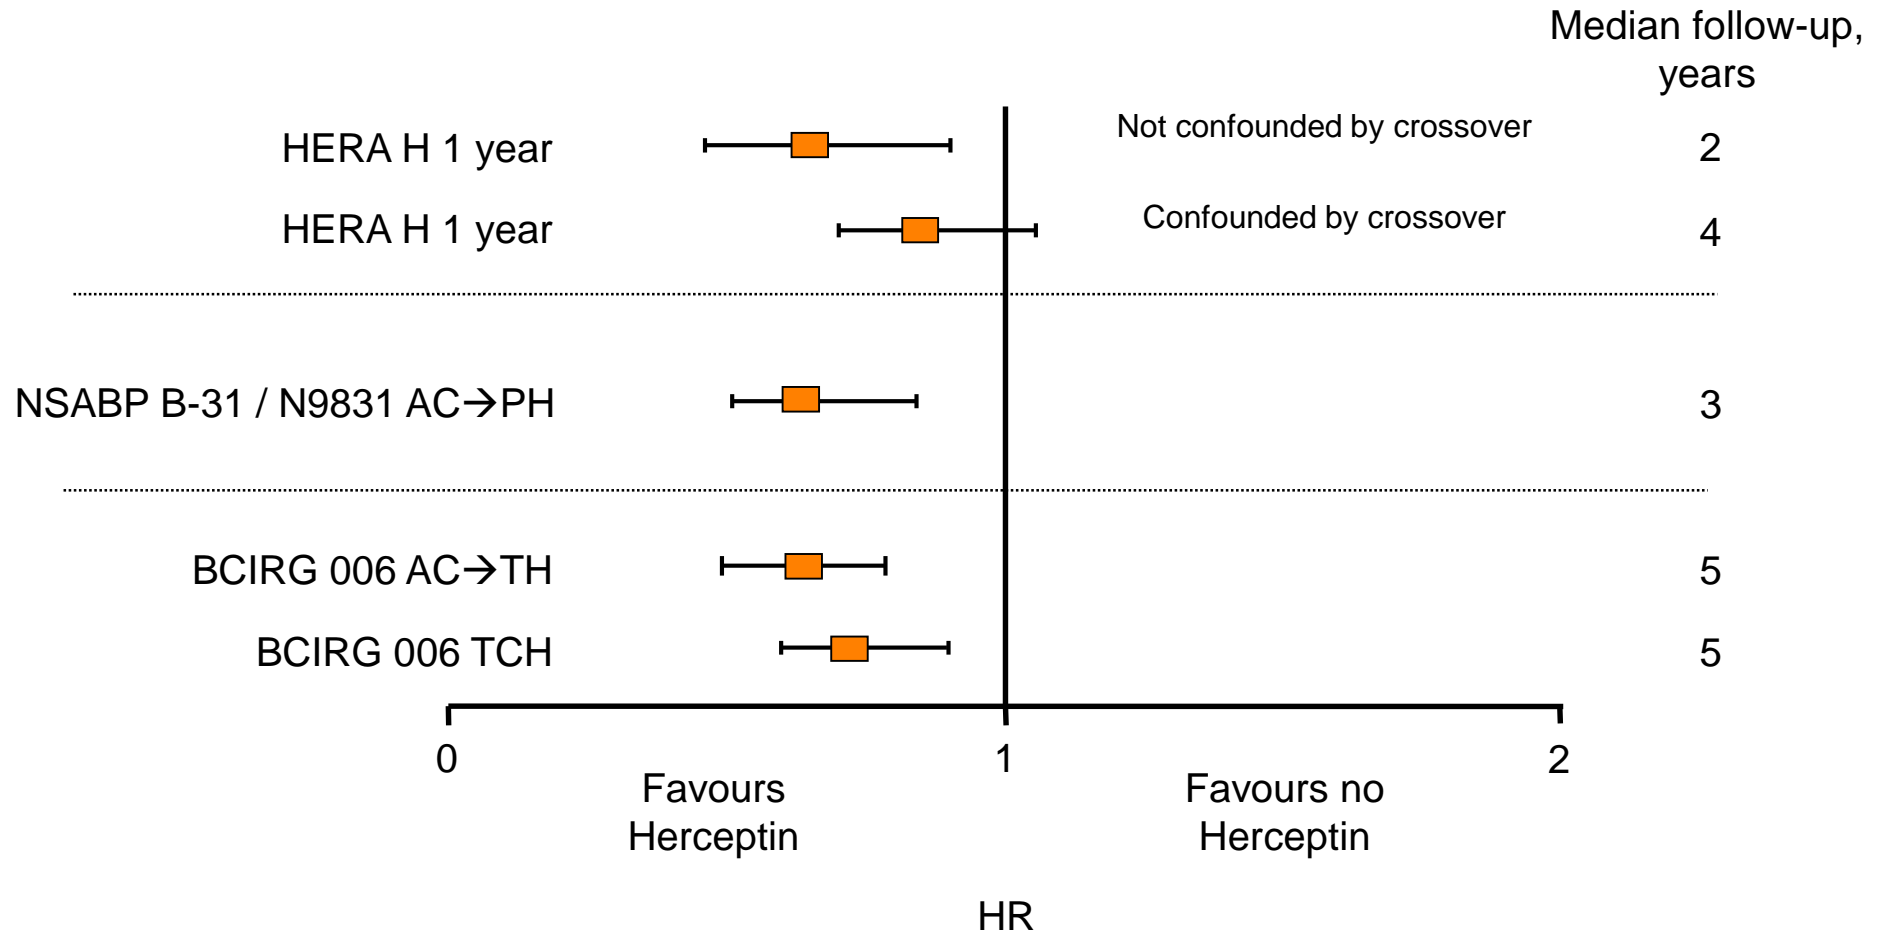 Median follow-up,
years
HERA H 1 year
Not confounded by crossover
2
HERA H 1 year
Confounded by crossover
4
NSABP B-31 / N9831 AC→PH
3
BCIRG 006 AC→TH
5
BCIRG 006 TCH
5
0
1
2
Favours
Herceptin
Favours no
Herceptin
HR